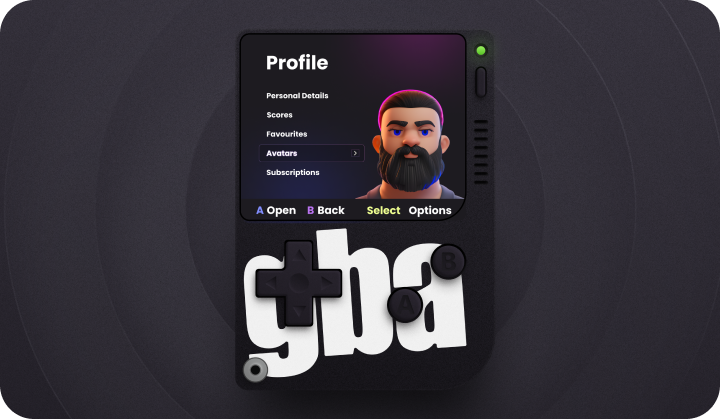 Profile
Personal Details
Scores
Favourites
Avatars
Subscriptions
A Open B Back Select Options
gba
B
A